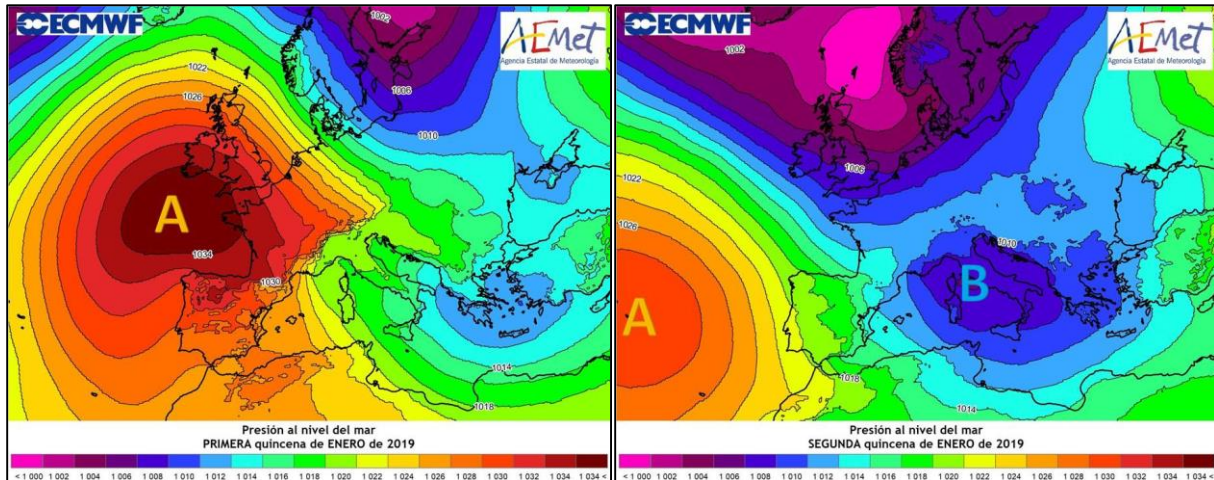 ECMWF
AEMet
Agencia Estatal de Meteorología
1002
1022
1026
1006
1010
A
1034
1030
1014
1018
Presión al nivel del mar
PRIMERA quincena de ENERO de 2019
< 1 000 1 002 1 004 1 006 1 008 1 010 1 012 1 014 1 016 1 018 1 020 1 022 1 024 1 026 1 028 1 030 1 032 1 034 1 034 <
ECMWF
AEMet
Agencia Estatal de Meteorología
1002
1006
1022
1026
1010
B
A
1018
1014
Presión al nivel del mar
SEGUNDA quincena de ENERO de 2019
< 1 000 1 002 1 004 1 006 1 008 1 010 1 012 1 014 1 016 1 018 1 020 1 022 1 024 1 026 1 028 1 030 1 032 1 034 1 034 <